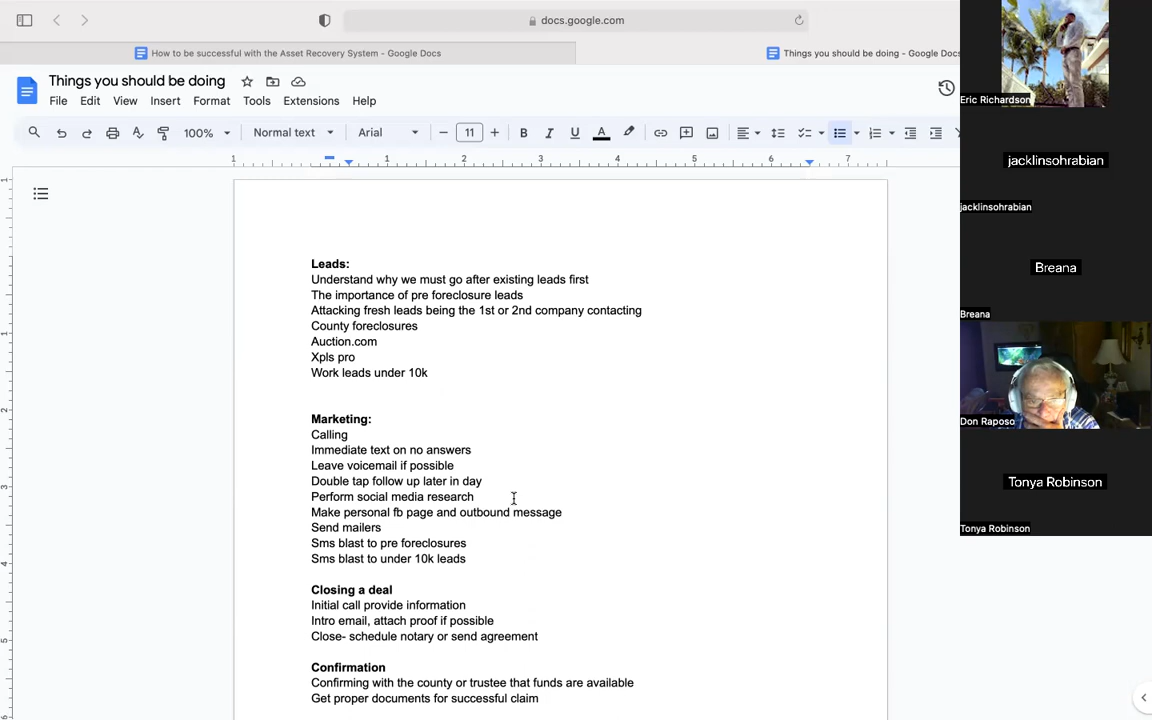 docs.google.com
How to be successful with the Asset Recovery System - Google Docs
Things you should be doing - Google Docs
Things you should be doing
File Edit View Insert Format Tools Extensions Help
100% Normal text Arial 11
1 1 2 3 4 5 6 7
Leads:
Understand why we must go after existing leads first
The importance of pre foreclosure leads
Attacking fresh leads being the 1st or 2nd company contacting
County foreclosures
Auction.com
Xpls pro
Work leads under 10k
Marketing:
Calling
Immediate text on no answers
Leave voicemail if possible
Double tap follow up later in day
Perform social media research
Make personal fb page and outbound message
Send mailers
Sms blast to pre foreclosures
Sms blast to under 10k leads
Closing a deal
Initial call provide information
Intro email, attach proof if possible
Close- schedule notary or send agreement
Confirmation
Confirming with the county or trustee that funds are available
Get proper documents for successful claim
Eric Richardson
jacklinsohrabian
jacklinsohrabian
Breana
Breana
Don Raposo
Tonya Robinson
Tonya Robinson